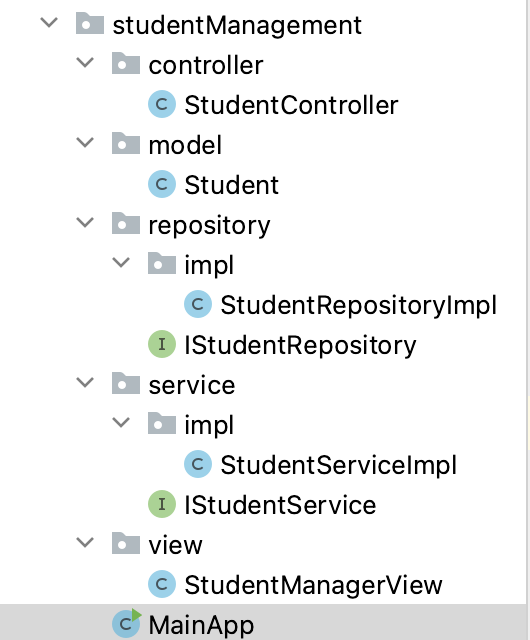 studentManagement
controller
C StudentController
model
C Student
repository
impl
C StudentRepositoryImpl
I IStudentRepository
service
impl
C StudentServiceImpl
I IStudentService
view
C StudentManagerView
C MainApp